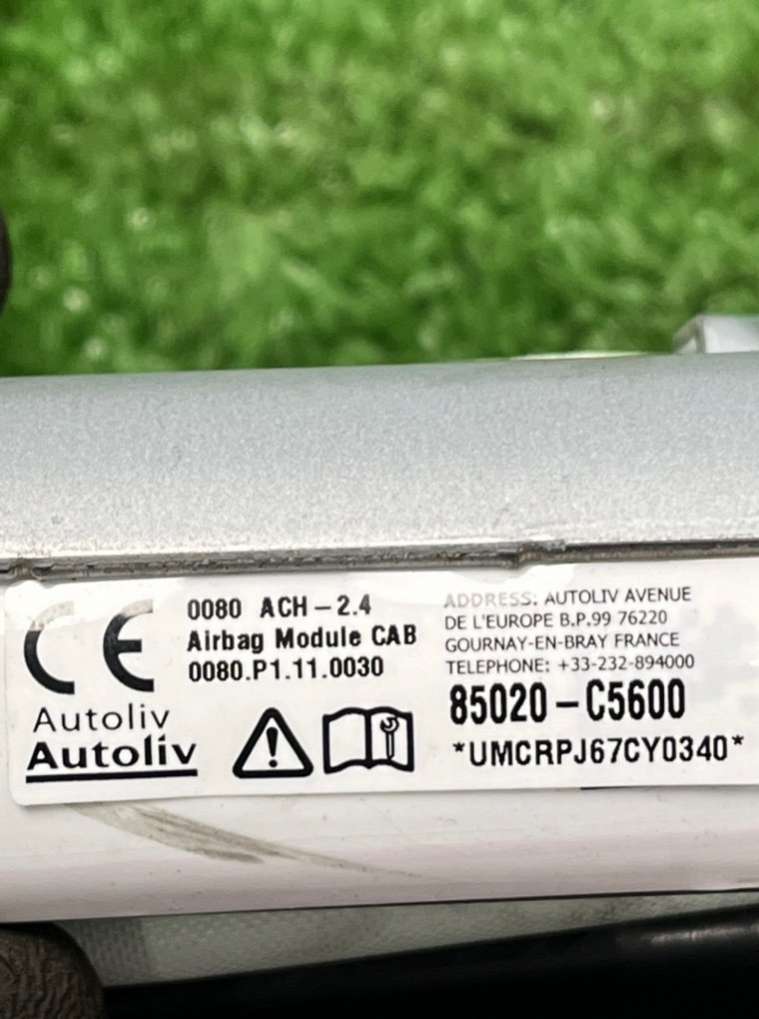 CE
0080 ACH-2.4
Airbag Module CAB
0080.P1.11.0030
Autoliv
Autoliv
ADDRESS: AUTOLIV AVENUE
DE L'EUROPE B.P.99 76220
GOURNAY-EN-BRAY FRANCE
TELEPHONE: +33-232-894000
85020-C5600
*UMCRPJ67CY0340*